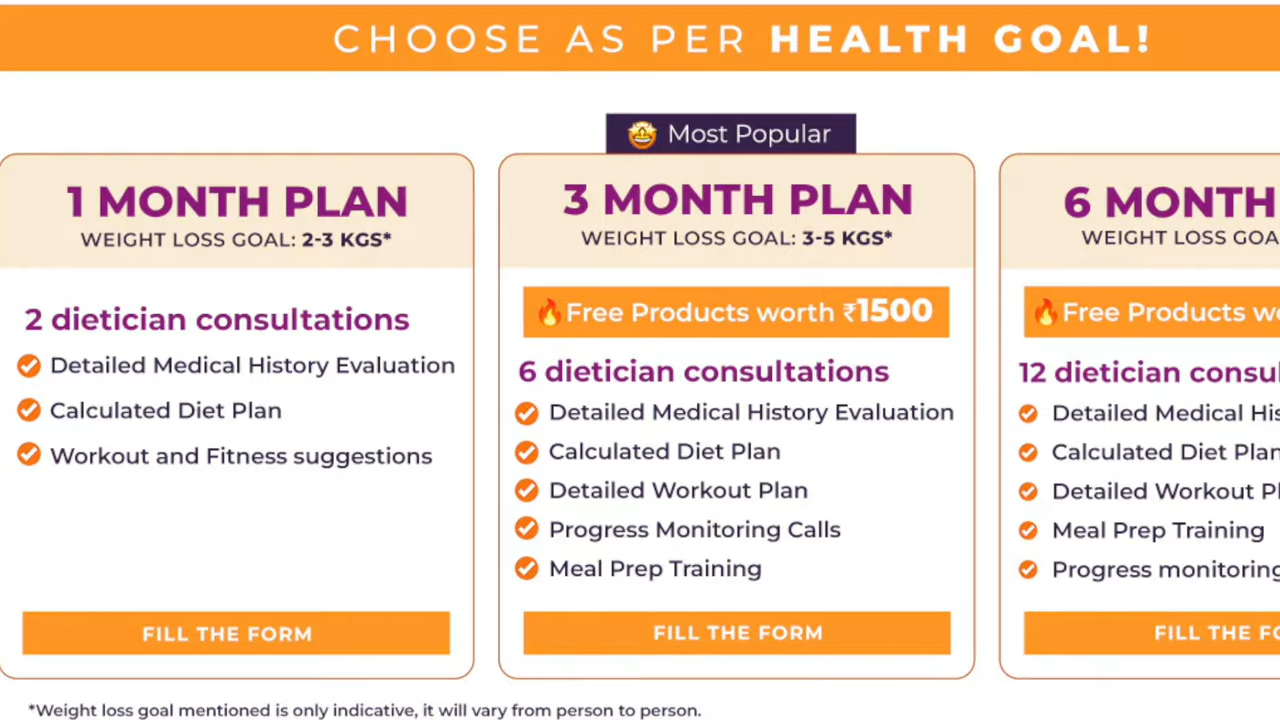 CHOOSE AS PER HEALTH GOAL!
1 MONTH PLAN
WEIGHT LOSS GOAL: 2-3 KGS*
2 dietician consultations
Detailed Medical History Evaluation
Calculated Diet Plan
Workout and Fitness suggestions
FILL THE FORM
Most Popular
3 MONTH PLAN
WEIGHT LOSS GOAL: 3-5 KGS*
Free Products worth ₹1500
6 dietician consultations
Detailed Medical History Evaluation
Calculated Diet Plan
Detailed Workout Plan
Progress Monitoring Calls
Meal Prep Training
FILL THE FORM
6 MONTH
WEIGHT LOSS
Free Products
12 dietician
Detailed Medical
Calculated Diet Plan
Detailed Workout
Meal Prep Training
Progress monitoring
FILL THE
*Weight loss goal mentioned is only indicative, it will vary from person to person.